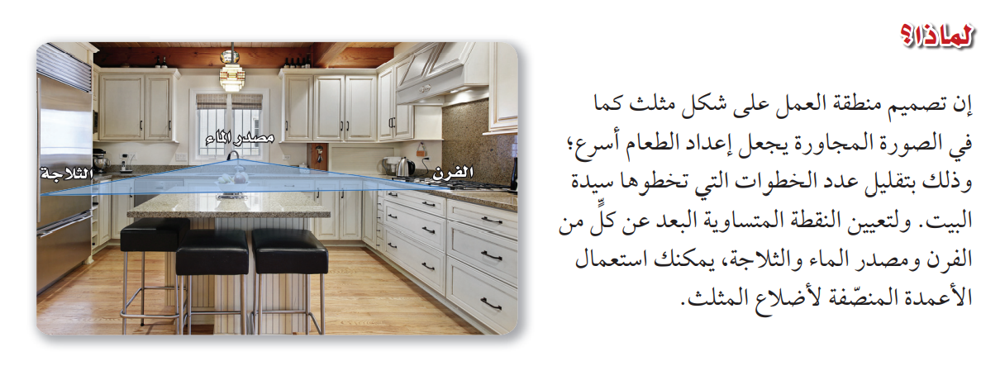 لماذا؟
إن تصميم منطقة العمل على شكل مثلث كما
في الصورة المجاورة يجعل إعداد الطعام أسرع؛
وذلك بتقليل عدد الخطوات التي تخطوها سيدة
البيت. ولتعيين النقطة المتساوية البعد عن كلٍّ من
الفرن ومصدر الماء والثلاجة، يمكنك استعمال
الأعمدة المنصّفة لأضلاع المثلث.
مصدر الماء
الفرن
الثلاجة